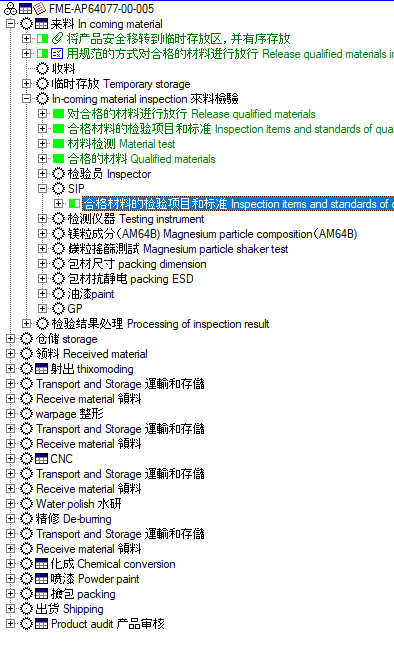 FME-AP64077-00-005
来料 In coming material
将产品安全移转到临时存放区，并有序存放
用规范的方式对合格的材料进行放行 Release qualified materials in
收料
临时存放 Temporary storage
In-coming material inspection 來料檢驗
对合格的材料进行放行 Release qualified materials
合格材料的检验项目和标准 Inspection items and standards of qua
材料检测 Material test
合格的材料 Qualified materials
检验员 Inspector
SIP
合格材料的检验项目和标准 Inspection items and standards of
检测仪器 Testing instrument
镁粒成分（AM64B) Magnesium particle composition（AM64B)
鎂粒搖篩測試 Magnesium particle shaker test
包材尺寸 packing dimension
包材抗静电 packing ESD
油漆paint
GP
检验结果处理 Processing of inspection result
仓储 storage
领料 Received material
射出 thixomoding
Transport and Storage 運輸和存儲
Receive material 領料
warpage 整形
Transport and Storage 運輸和存儲
Receive material 領料
CNC
Transport and Storage 運輸和存儲
Receive material 領料
Water polish 水研
精修 De-burring
Transport and Storage 運輸和存儲
Receive material 領料
化成 Chemical conversion
喷漆 Powder paint
检包 packing
出货 Shipping
Product audit 产品审核